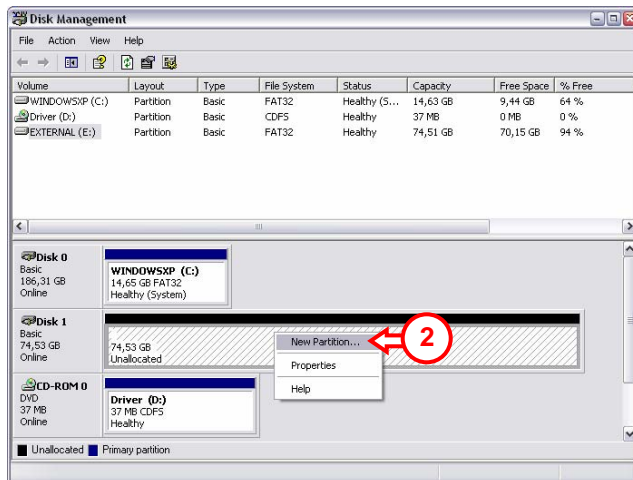 Disk Management
File Action View Help
Volume Layout Type File System Status Capacity Free Space % Free
WINDOWSXP (C:) Partition Basic FAT32 Healthy (S... 14,63 GB 9,44 GB 64 %
Driver (D:) Partition Basic CDFS Healthy 37 MB 0 MB 0 %
EXTERNAL (E:) Partition Basic FAT32 Healthy 74,51 GB 70,15 GB 94 %
Disk 0
Basic
186,31 GB
Online
WINDOWSXP (C:)
14,65 GB FAT32
Healthy (System)
Disk 1
Basic
74,53 GB
Online
74,53 GB
Unallocated
New Partition...
Properties
Help
2
CD-ROM 0
DVD
37 MB
Online
Driver (D:)
37 MB CDFS
Healthy
Unallocated Primary partition